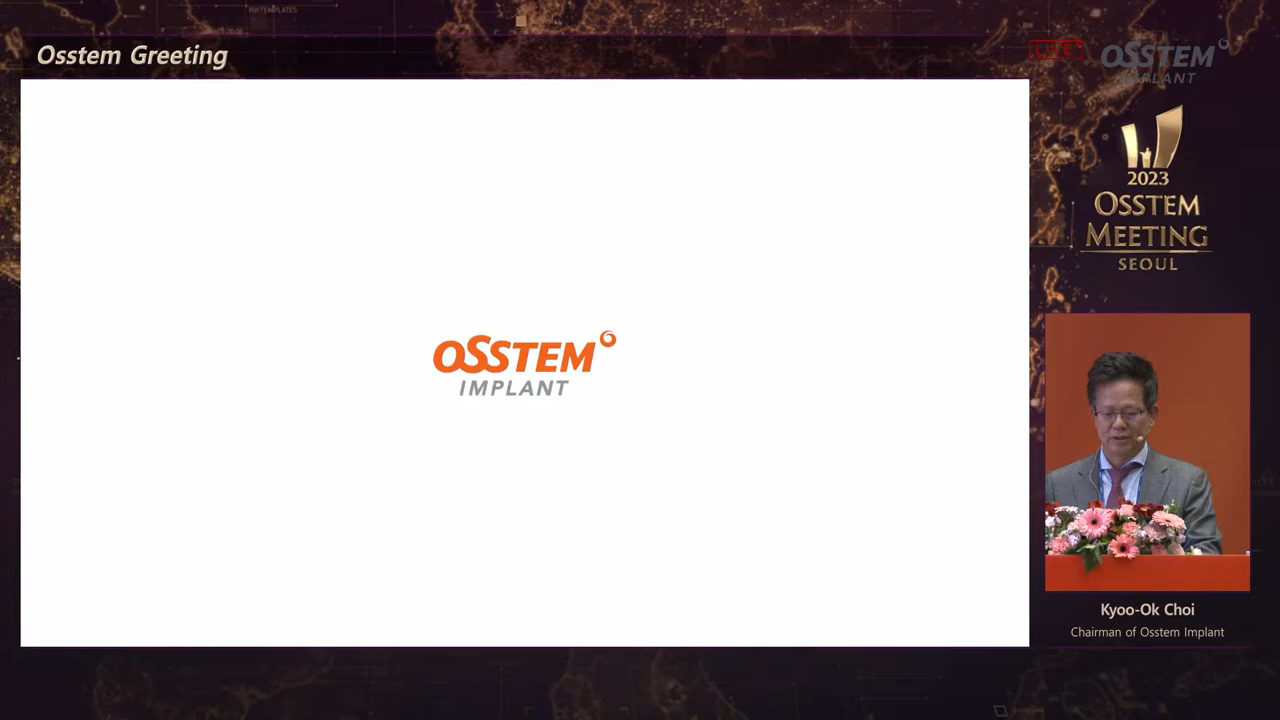 Osstem Greeting
LIVE
OSSTEM
IMPLANT
2023
OSSTEM
MEETING
SEOUL
OSSTEM
IMPLANT
Kyoo-Ok Choi
Chairman of Osstem Implant